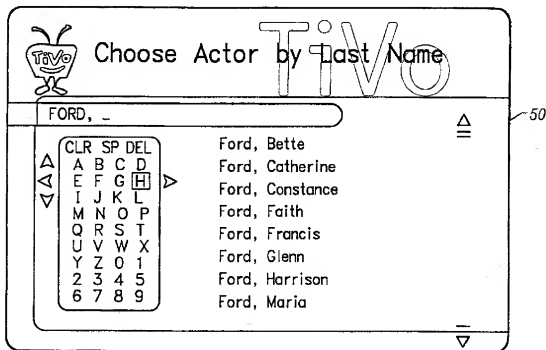 TiVo
TiVo
Choose Actor by Last Name
FORD, _
50
CLR SP DEL
A B C D
E F G H
I J K L
M N O P
Q R S T
U V W X
Y Z 0 1
2 3 4 5
6 7 8 9
Ford, Bette
Ford, Catherine
Ford, Constance
Ford, Faith
Ford, Francis
Ford, Glenn
Ford, Harrison
Ford, Maria